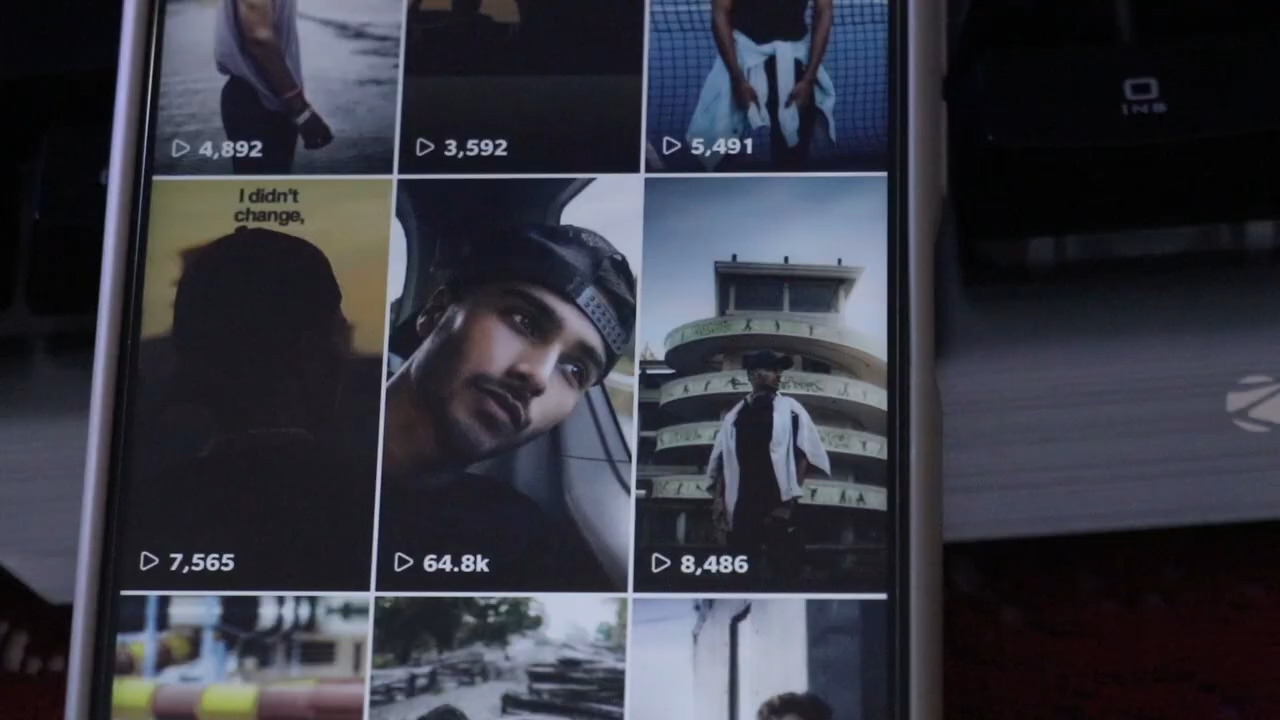 4,892
3,592
5,491
INS
I didn't
change,
7,565
64.8k
8,486